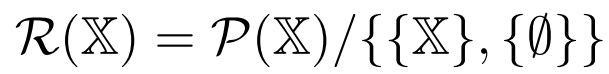 ℛ(𝕏) = 𝒫(𝕏)/{{𝕏}, {∅}}